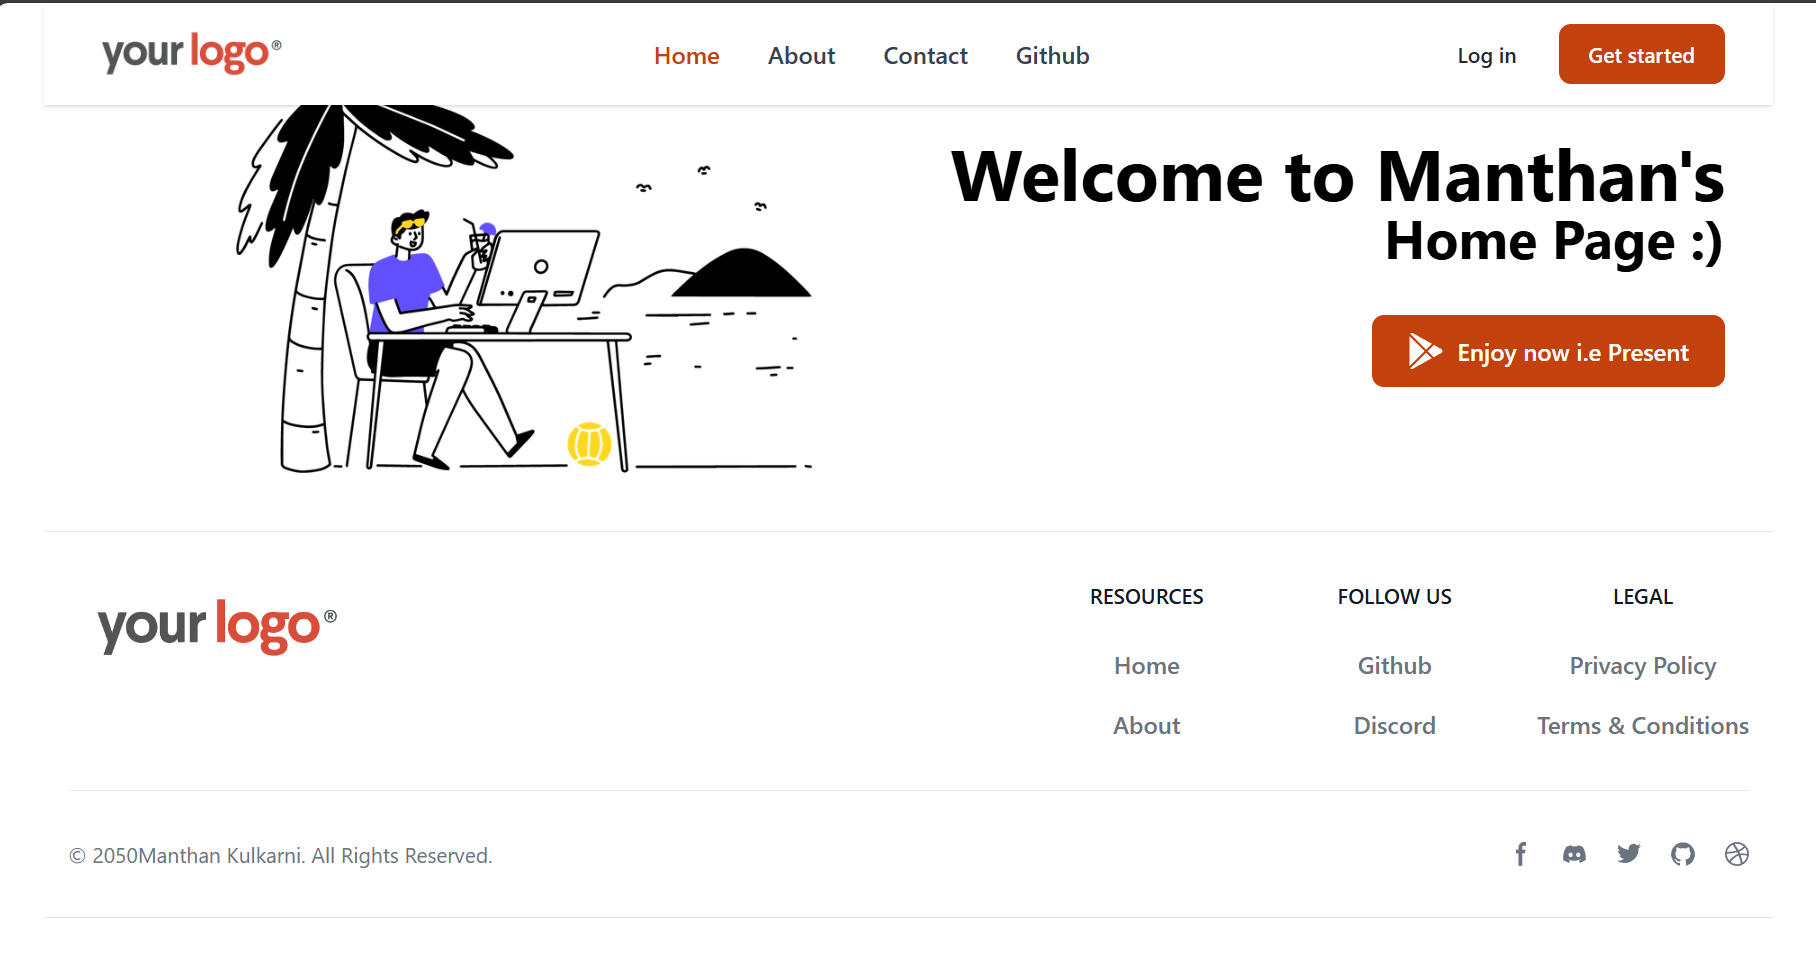 your logo®
Home About Contact Github
Log in Get started
Welcome to Manthan's
Home Page :)
Enjoy now i.e Present
your logo®
RESOURCES FOLLOW US LEGAL
Home Github Privacy Policy
About Discord Terms & Conditions
© 2050Manthan Kulkarni. All Rights Reserved.